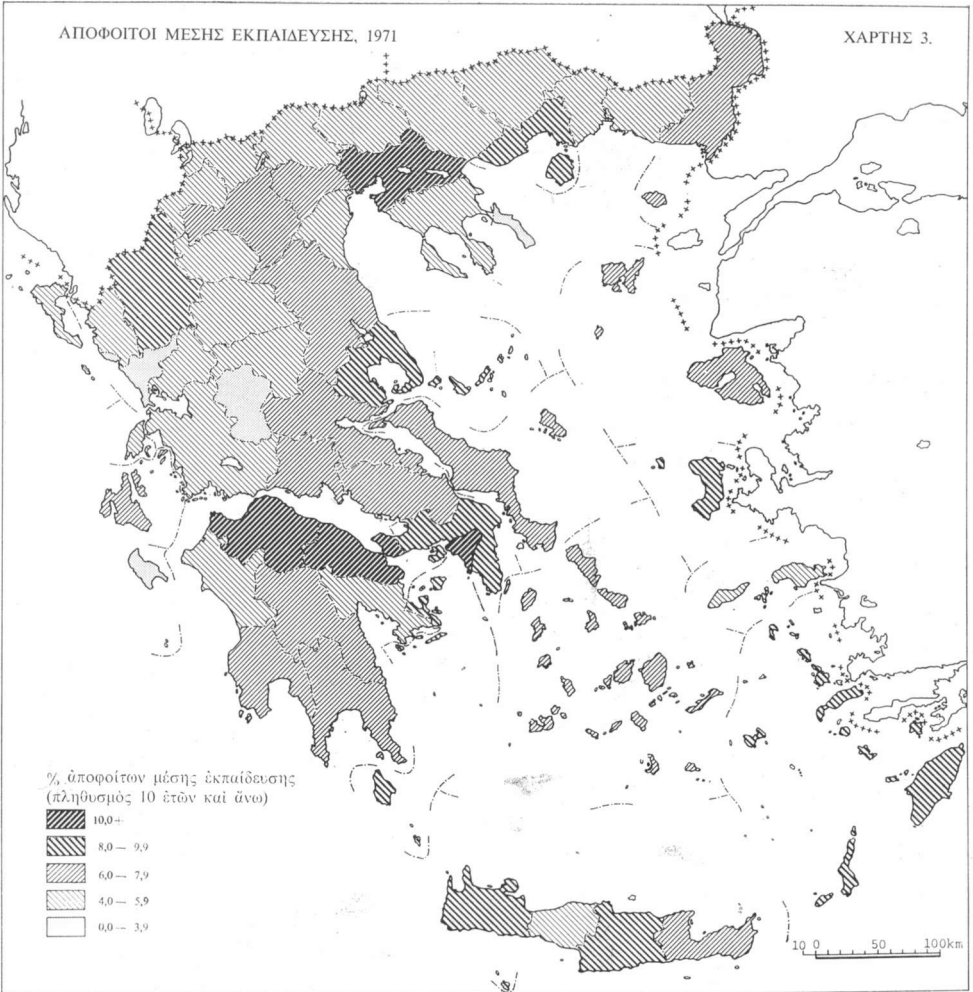 ΑΠΟΦΟΙΤΟΙ ΜΕΣΗΣ ΕΚΠΑΙΔΕΥΣΗΣ, 1971
ΧΑΡΤΗΣ 3.
% ἀποφοίτων μέσης ἐκπαίδευσης
(πληθυσμὸς 10 ἐτῶν καὶ ἄνω)
10,0+
8,0 — 9,9
6,0 — 7,9
4,0 — 5,9
0,0 — 3,9
10 0 50 100km